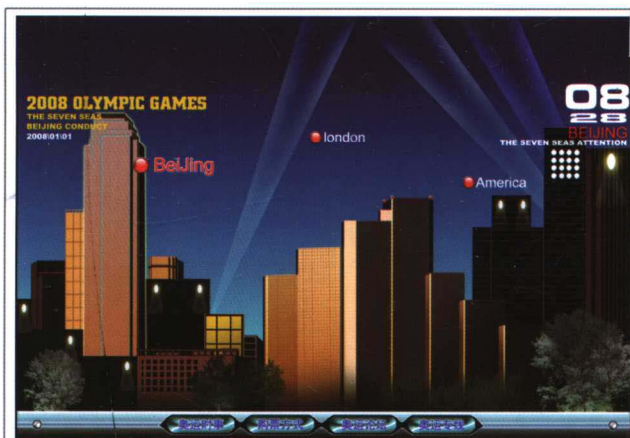 2008 OLYMPIC GAMES
THE SEVEN SEAS
BEIJING CONDUCT
2008\01\01
BeiJing
london
America
08
28
BEIJING
THE SEVEN SEAS ATTENTION